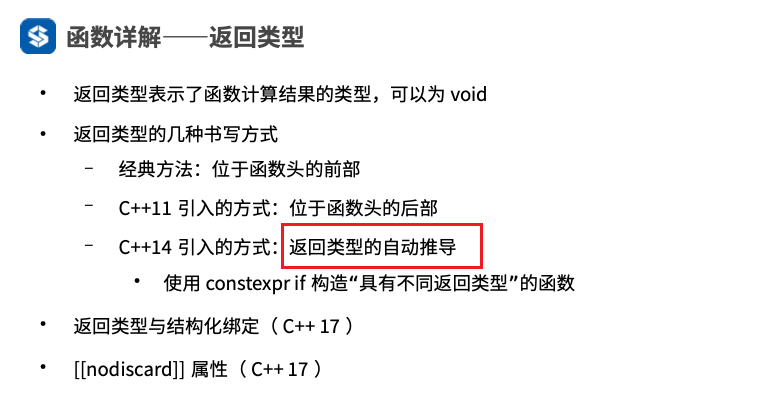 函数详解——返回类型
• 返回类型表示了函数计算结果的类型，可以为 void
• 返回类型的几种书写方式
– 经典方法：位于函数头的前部
– C++11 引入的方式：位于函数头的后部
– C++14 引入的方式：返回类型的自动推导
• 使用 constexpr if 构造“具有不同返回类型”的函数
• 返回类型与结构化绑定（ C++ 17 ）
• [[nodiscard]] 属性（ C++ 17 ）